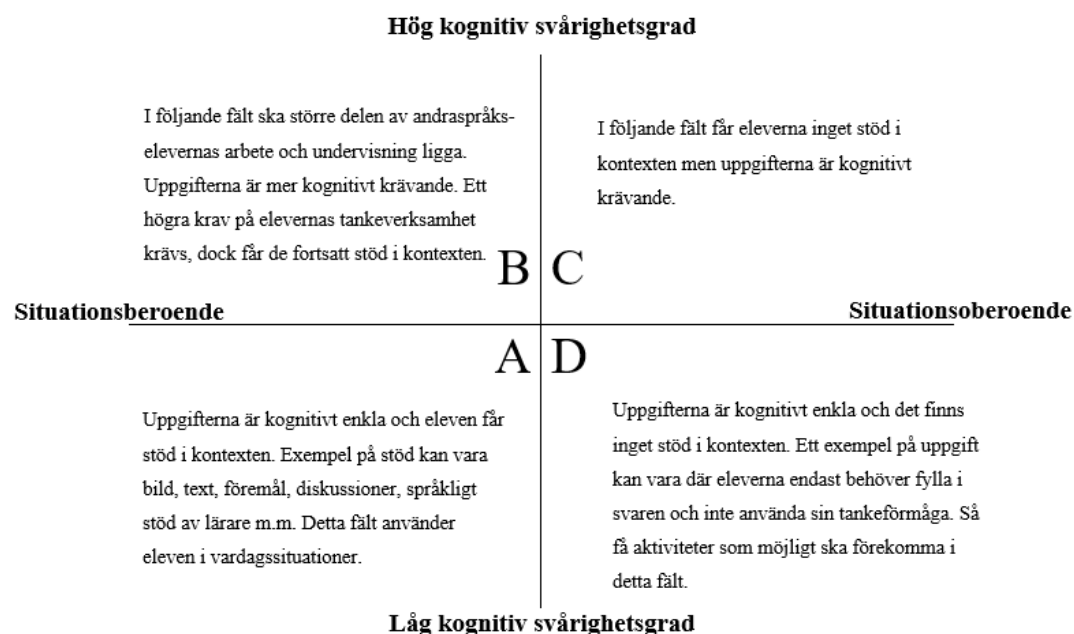 Hög kognitiv svårighetsgrad
I följande fält ska större delen av andraspråks-
elevernas arbete och undervisning ligga.
Uppgifterna är mer kognitivt krävande. Ett
högra krav på elevernas tankeverksamhet
krävs, dock får de fortsatt stöd i kontexten.
B
I följande fält får eleverna inget stöd i
kontexten men uppgifterna är kognitivt
krävande.
C
Situationsberoende
Situationsoberoende
A
Uppgifterna är kognitivt enkla och eleven får
stöd i kontexten. Exempel på stöd kan vara
bild, text, föremål, diskussioner, språkligt
stöd av lärare m.m. Detta fält använder
eleven i vardagssituationer.
D
Uppgifterna är kognitivt enkla och det finns
inget stöd i kontexten. Ett exempel på uppgift
kan vara där eleverna endast behöver fylla i
svaren och inte använda sin tankeförmåga. Så
få aktiviteter som möjligt ska förekomma i
detta fält.
Låg kognitiv svårighetsgrad